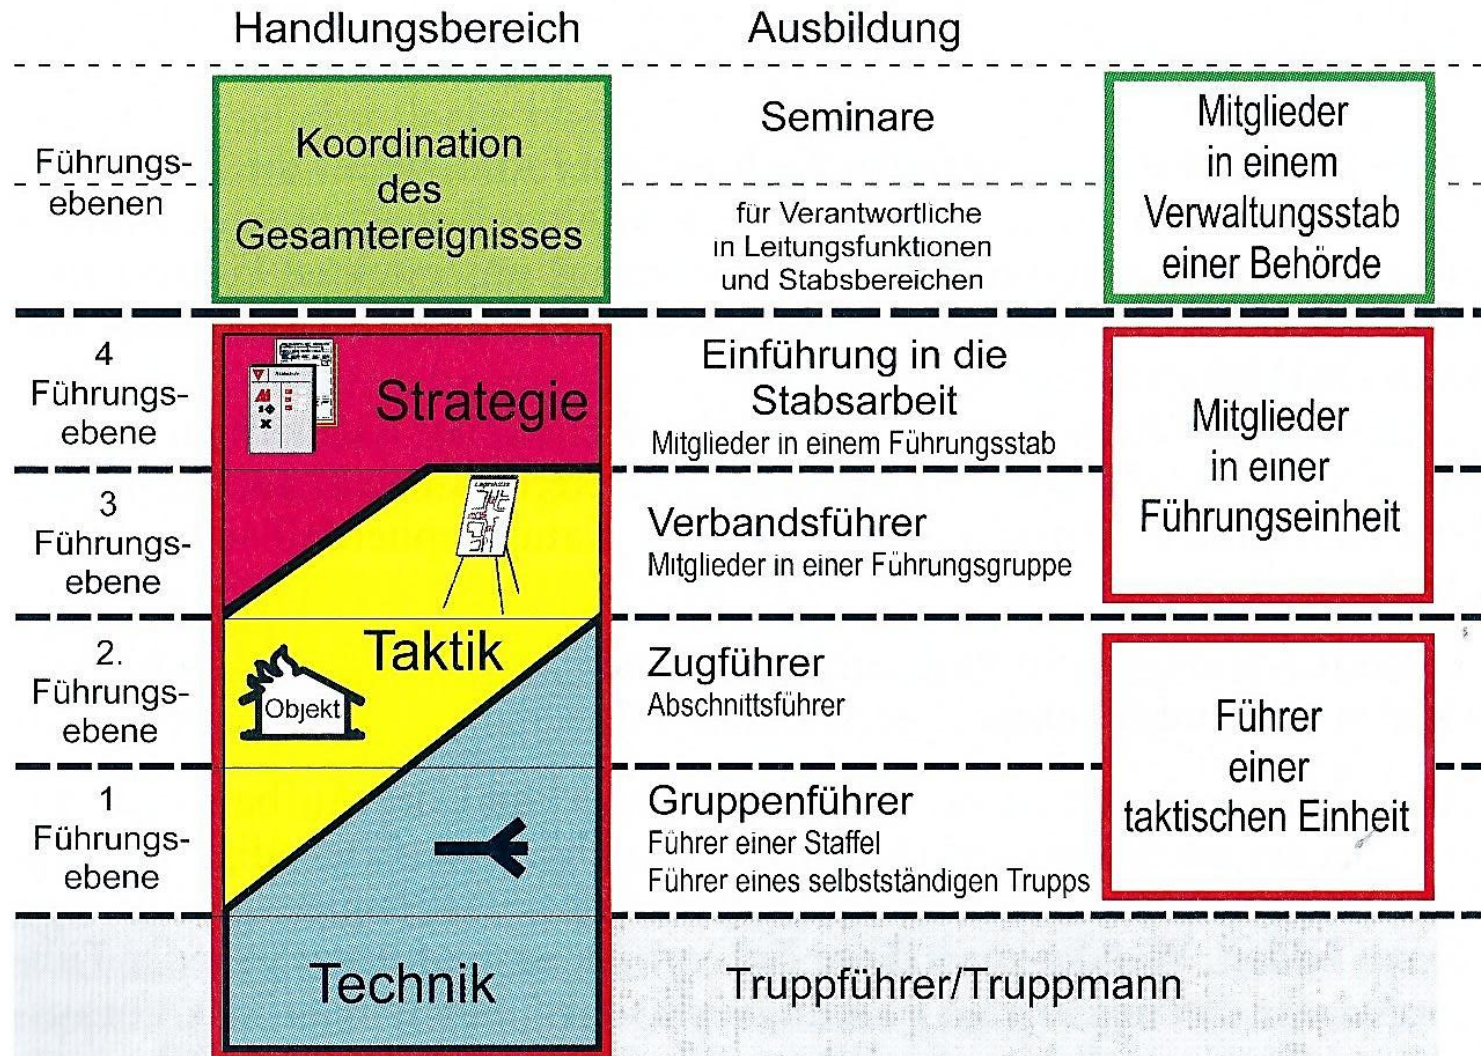 Handlungsbereich
Ausbildung
Führungs-
ebenen
Koordination
des
Gesamtereignisses
Seminare
für Verantwortliche
in Leitungsfunktionen
und Stabsbereichen
Mitglieder
in einem
Verwaltungsstab
einer Behörde
4
Führungs-
ebene
Strategie
Einführung in die
Stabsarbeit
Mitglieder in einem Führungsstab
Mitglieder
in einer
Führungseinheit
3
Führungs-
ebene
Verbandsführer
Mitglieder in einer Führungsgruppe
2.
Führungs-
ebene
Taktik
Objekt
Zugführer
Abschnittsführer
Führer
einer
taktischen Einheit
1
Führungs-
ebene
Gruppenführer
Führer einer Staffel
Führer eines selbstständigen Trupps
Technik
Truppführer/Truppmann